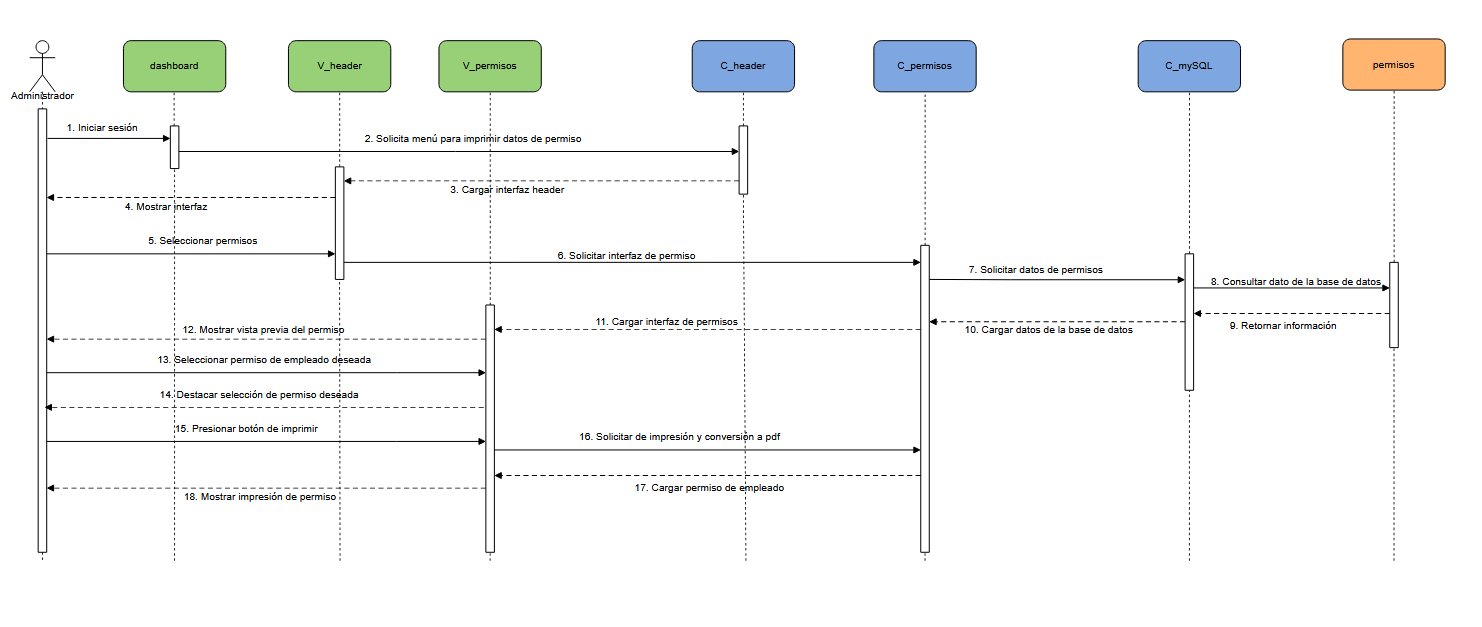 Administrador
dashboard
V_header
V_permisos
C_header
C_permisos
C_mySQL
permisos
1. Iniciar sesión
2. Solicita menú para imprimir datos de permiso
3. Cargar interfaz header
4. Mostrar interfaz
5. Seleccionar permisos
6. Solicitar interfaz de permiso
7. Solicitar datos de permisos
8. Consultar dato de la base de datos
9. Retornar información
10. Cargar datos de la base de datos
11. Cargar interfaz de permisos
12. Mostrar vista previa del permiso
13. Seleccionar permiso de empleado deseada
14. Destacar selección de permiso deseada
15. Presionar botón de imprimir
16. Solicitar de impresión y conversión a pdf
17. Cargar permiso de empleado
18. Mostrar impresión de permiso